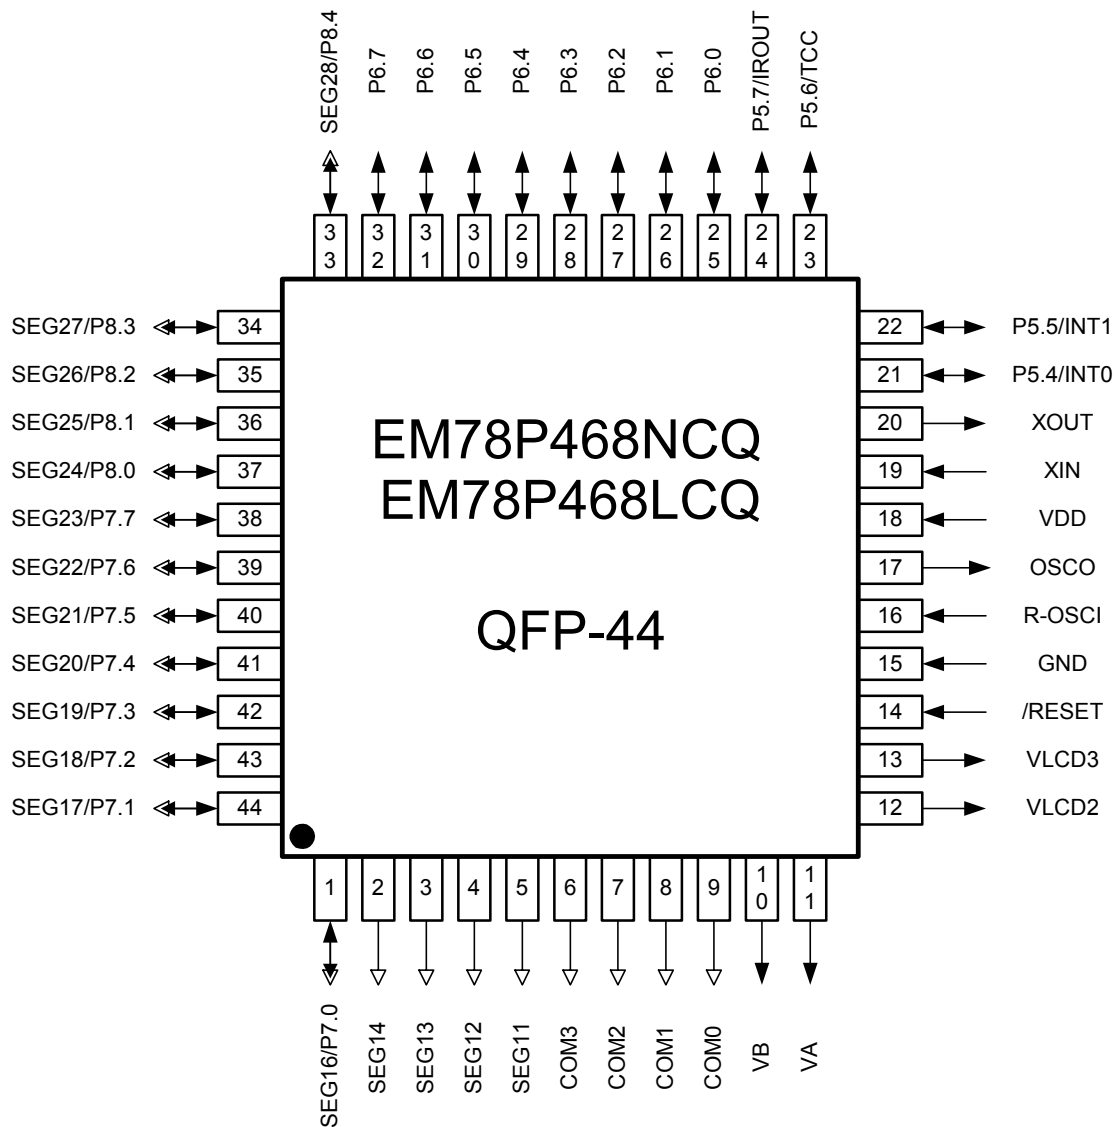 SEG28/P8.4
P6.7
P6.6
P6.5
P6.4
P6.3
P6.2
P6.1
P6.0
P5.7/IROUT
P5.6/TCC
33
32
31
30
29
28
27
26
25
24
23
SEG27/P8.3 34
22 P5.5/INT1
SEG26/P8.2 35
21 P5.4/INT0
SEG25/P8.1 36
20 XOUT
SEG24/P8.0 37
19 XIN
SEG23/P7.7 38
18 VDD
SEG22/P7.6 39
17 OSCO
SEG21/P7.5 40
16 R-OSCI
SEG20/P7.4 41
15 GND
SEG19/P7.3 42
14 /RESET
SEG18/P7.2 43
13 VLCD3
SEG17/P7.1 44
12 VLCD2
EM78P468NCQ
EM78P468LCQ
QFP-44
1
2
3
4
5
6
7
8
9
10
11
SEG16/P7.0
SEG14
SEG13
SEG12
SEG11
COM3
COM2
COM1
COM0
VB
VA